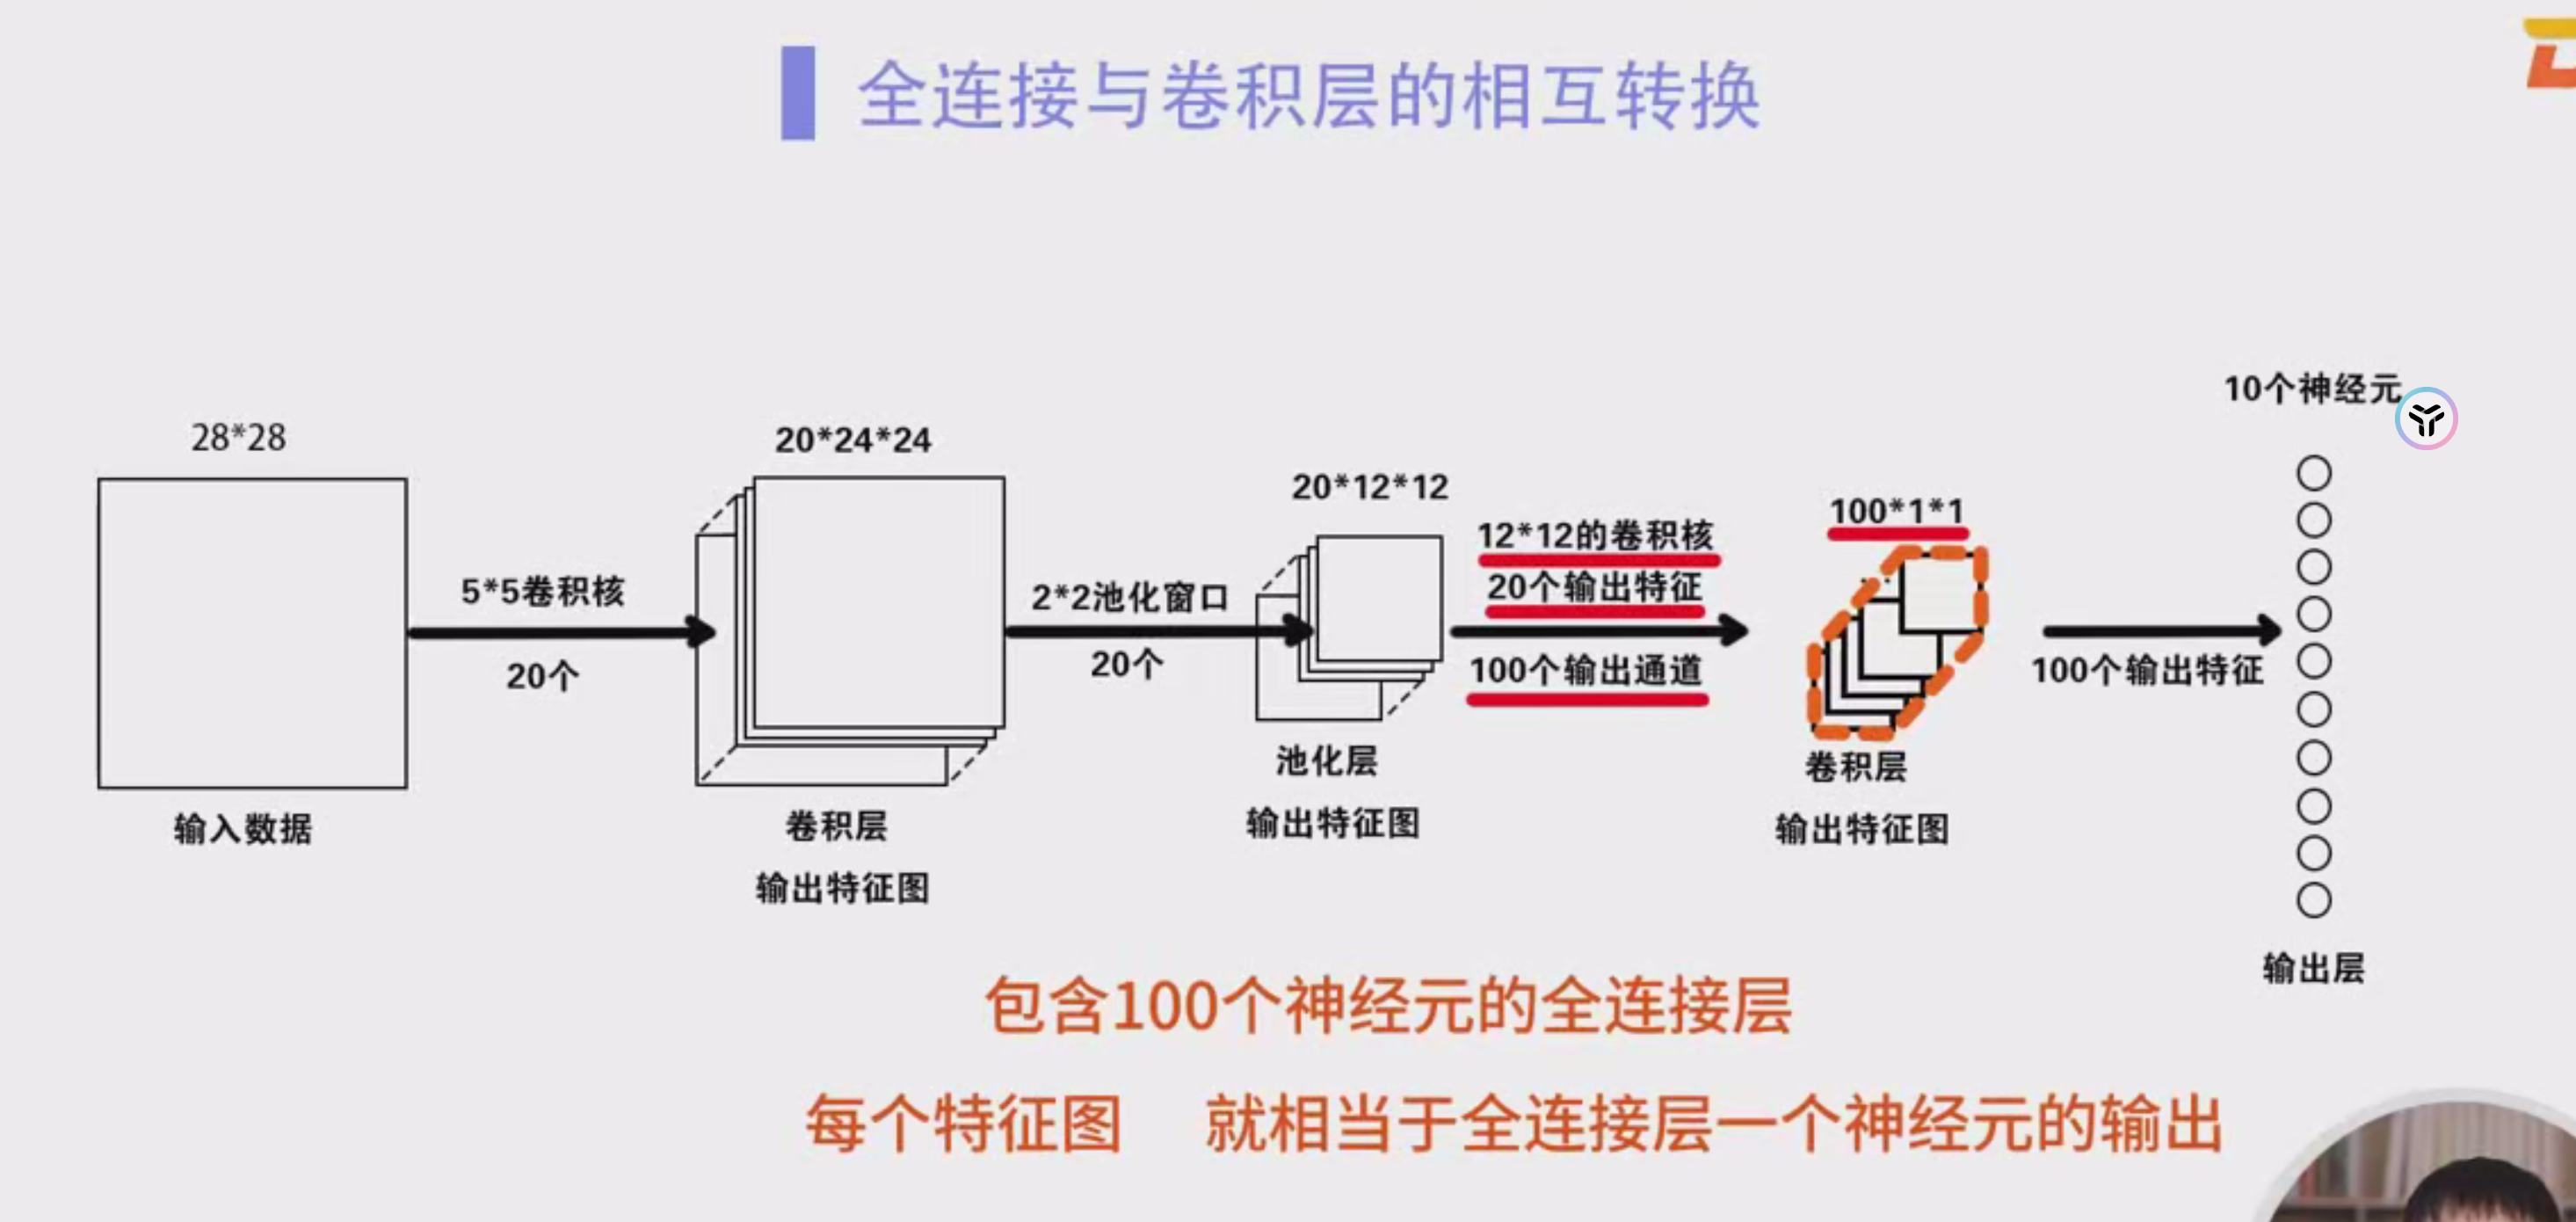 全连接与卷积层的相互转换
10个神经元
28*28
20*24*24
20*12*12
100*1*1
12*12的卷积核
5*5卷积核
2*2池化窗口
20个输出特征
20个
20个
100个输出通道
100个输出特征
输入数据
卷积层
输出特征图
池化层
输出特征图
卷积层
输出特征图
输出层
包含100个神经元的全连接层
每个特征图 就相当于全连接层一个神经元的输出